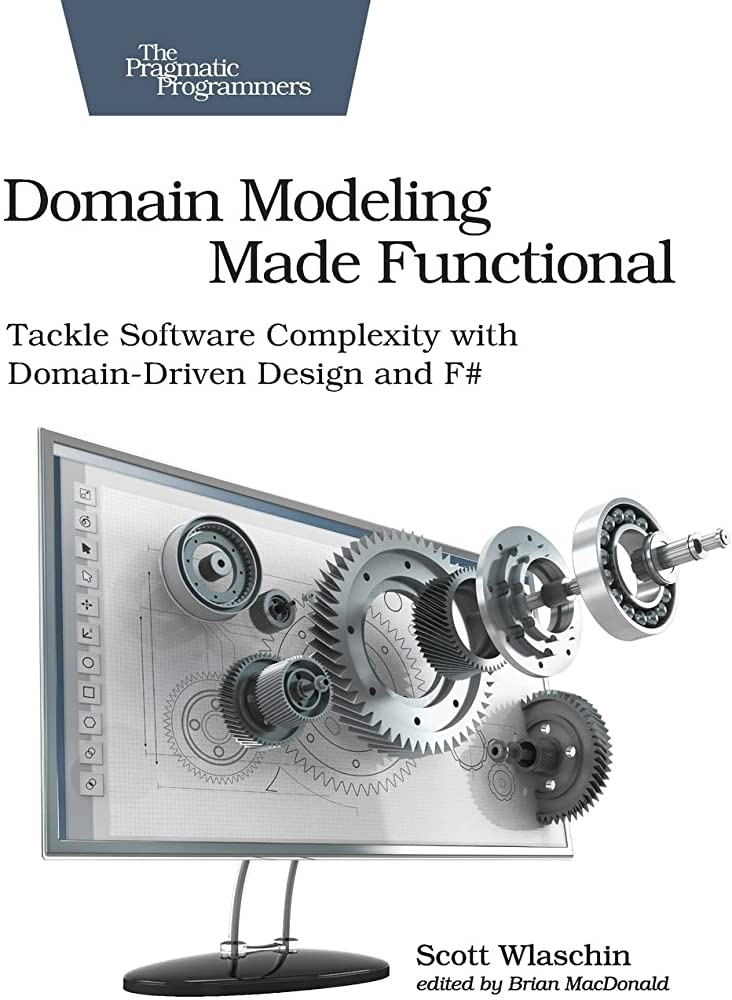 The
Pragmatic
Programmers
Domain Modeling
Made Functional
Tackle Software Complexity with
Domain-Driven Design and F#
Scott Wlaschin
edited by Brian MacDonald